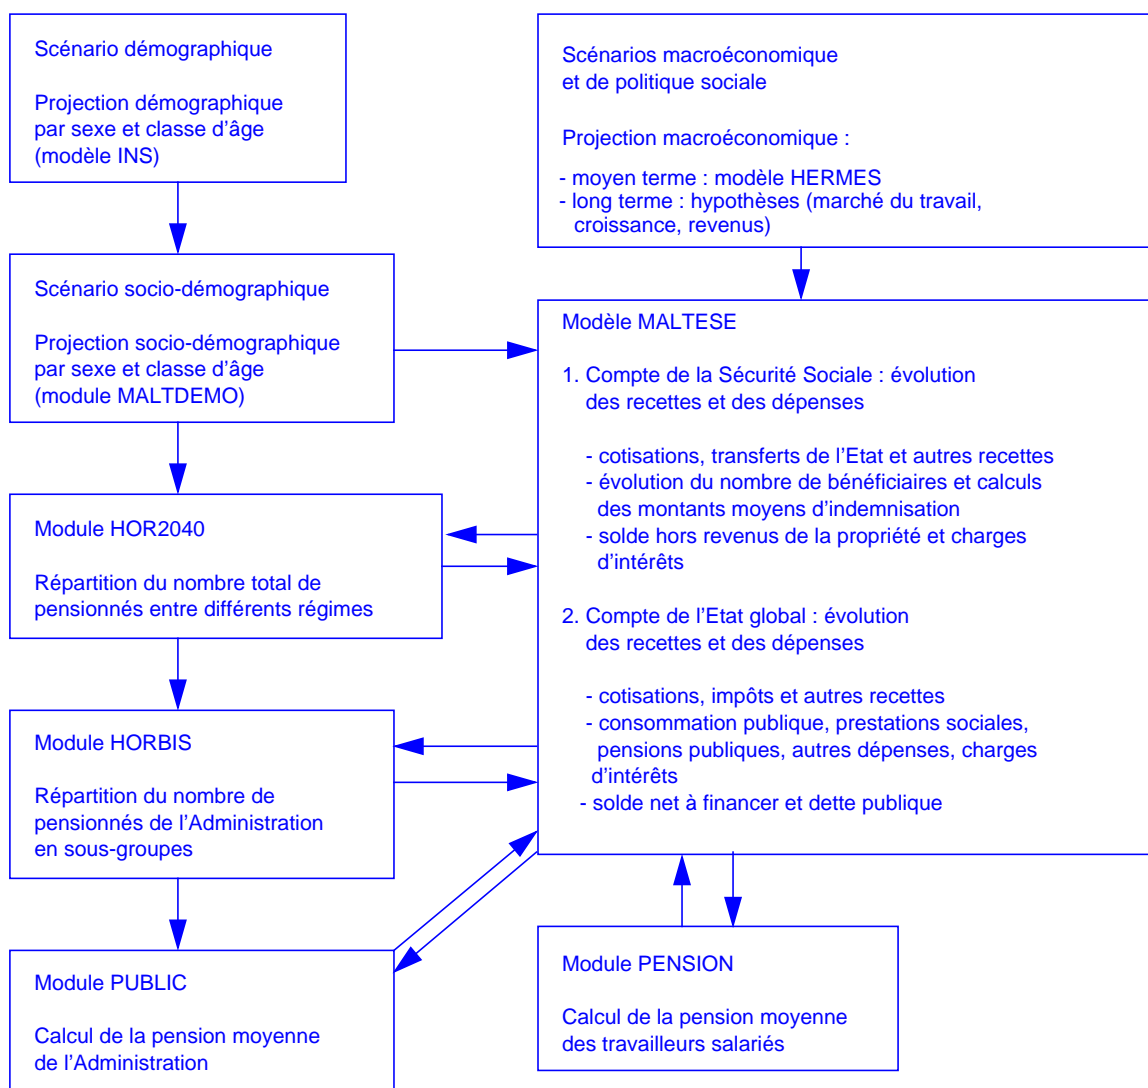 Scénario démographique
Projection démographique
par sexe et classe d’âge
(modèle INS)
Scénarios macroéconomique
et de politique sociale
Projection macroéconomique :
- moyen terme : modèle HERMES
- long terme : hypothèses (marché du travail,
croissance, revenus)
Scénario socio-démographique
Projection socio-démographique
par sexe et classe d’âge
(module MALTDEMO)
Modèle MALTESE
1. Compte de la Sécurité Sociale : évolution
des recettes et des dépenses
- cotisations, transferts de l’Etat et autres recettes
- évolution du nombre de bénéficiaires et calculs
des montants moyens d’indemnisation
- solde hors revenus de la propriété et charges
d’intérêts
2. Compte de l’Etat global : évolution
des recettes et des dépenses
- cotisations, impôts et autres recettes
- consommation publique, prestations sociales,
pensions publiques, autres dépenses, charges
d’intérêts
- solde net à financer et dette publique
Module HOR2040
Répartition du nombre total de
pensionnés entre différents régimes
Module HORBIS
Répartition du nombre de
pensionnés de l’Administration
en sous-groupes
Module PUBLIC
Calcul de la pension moyenne
de l’Administration
Module PENSION
Calcul de la pension moyenne
des travailleurs salariés